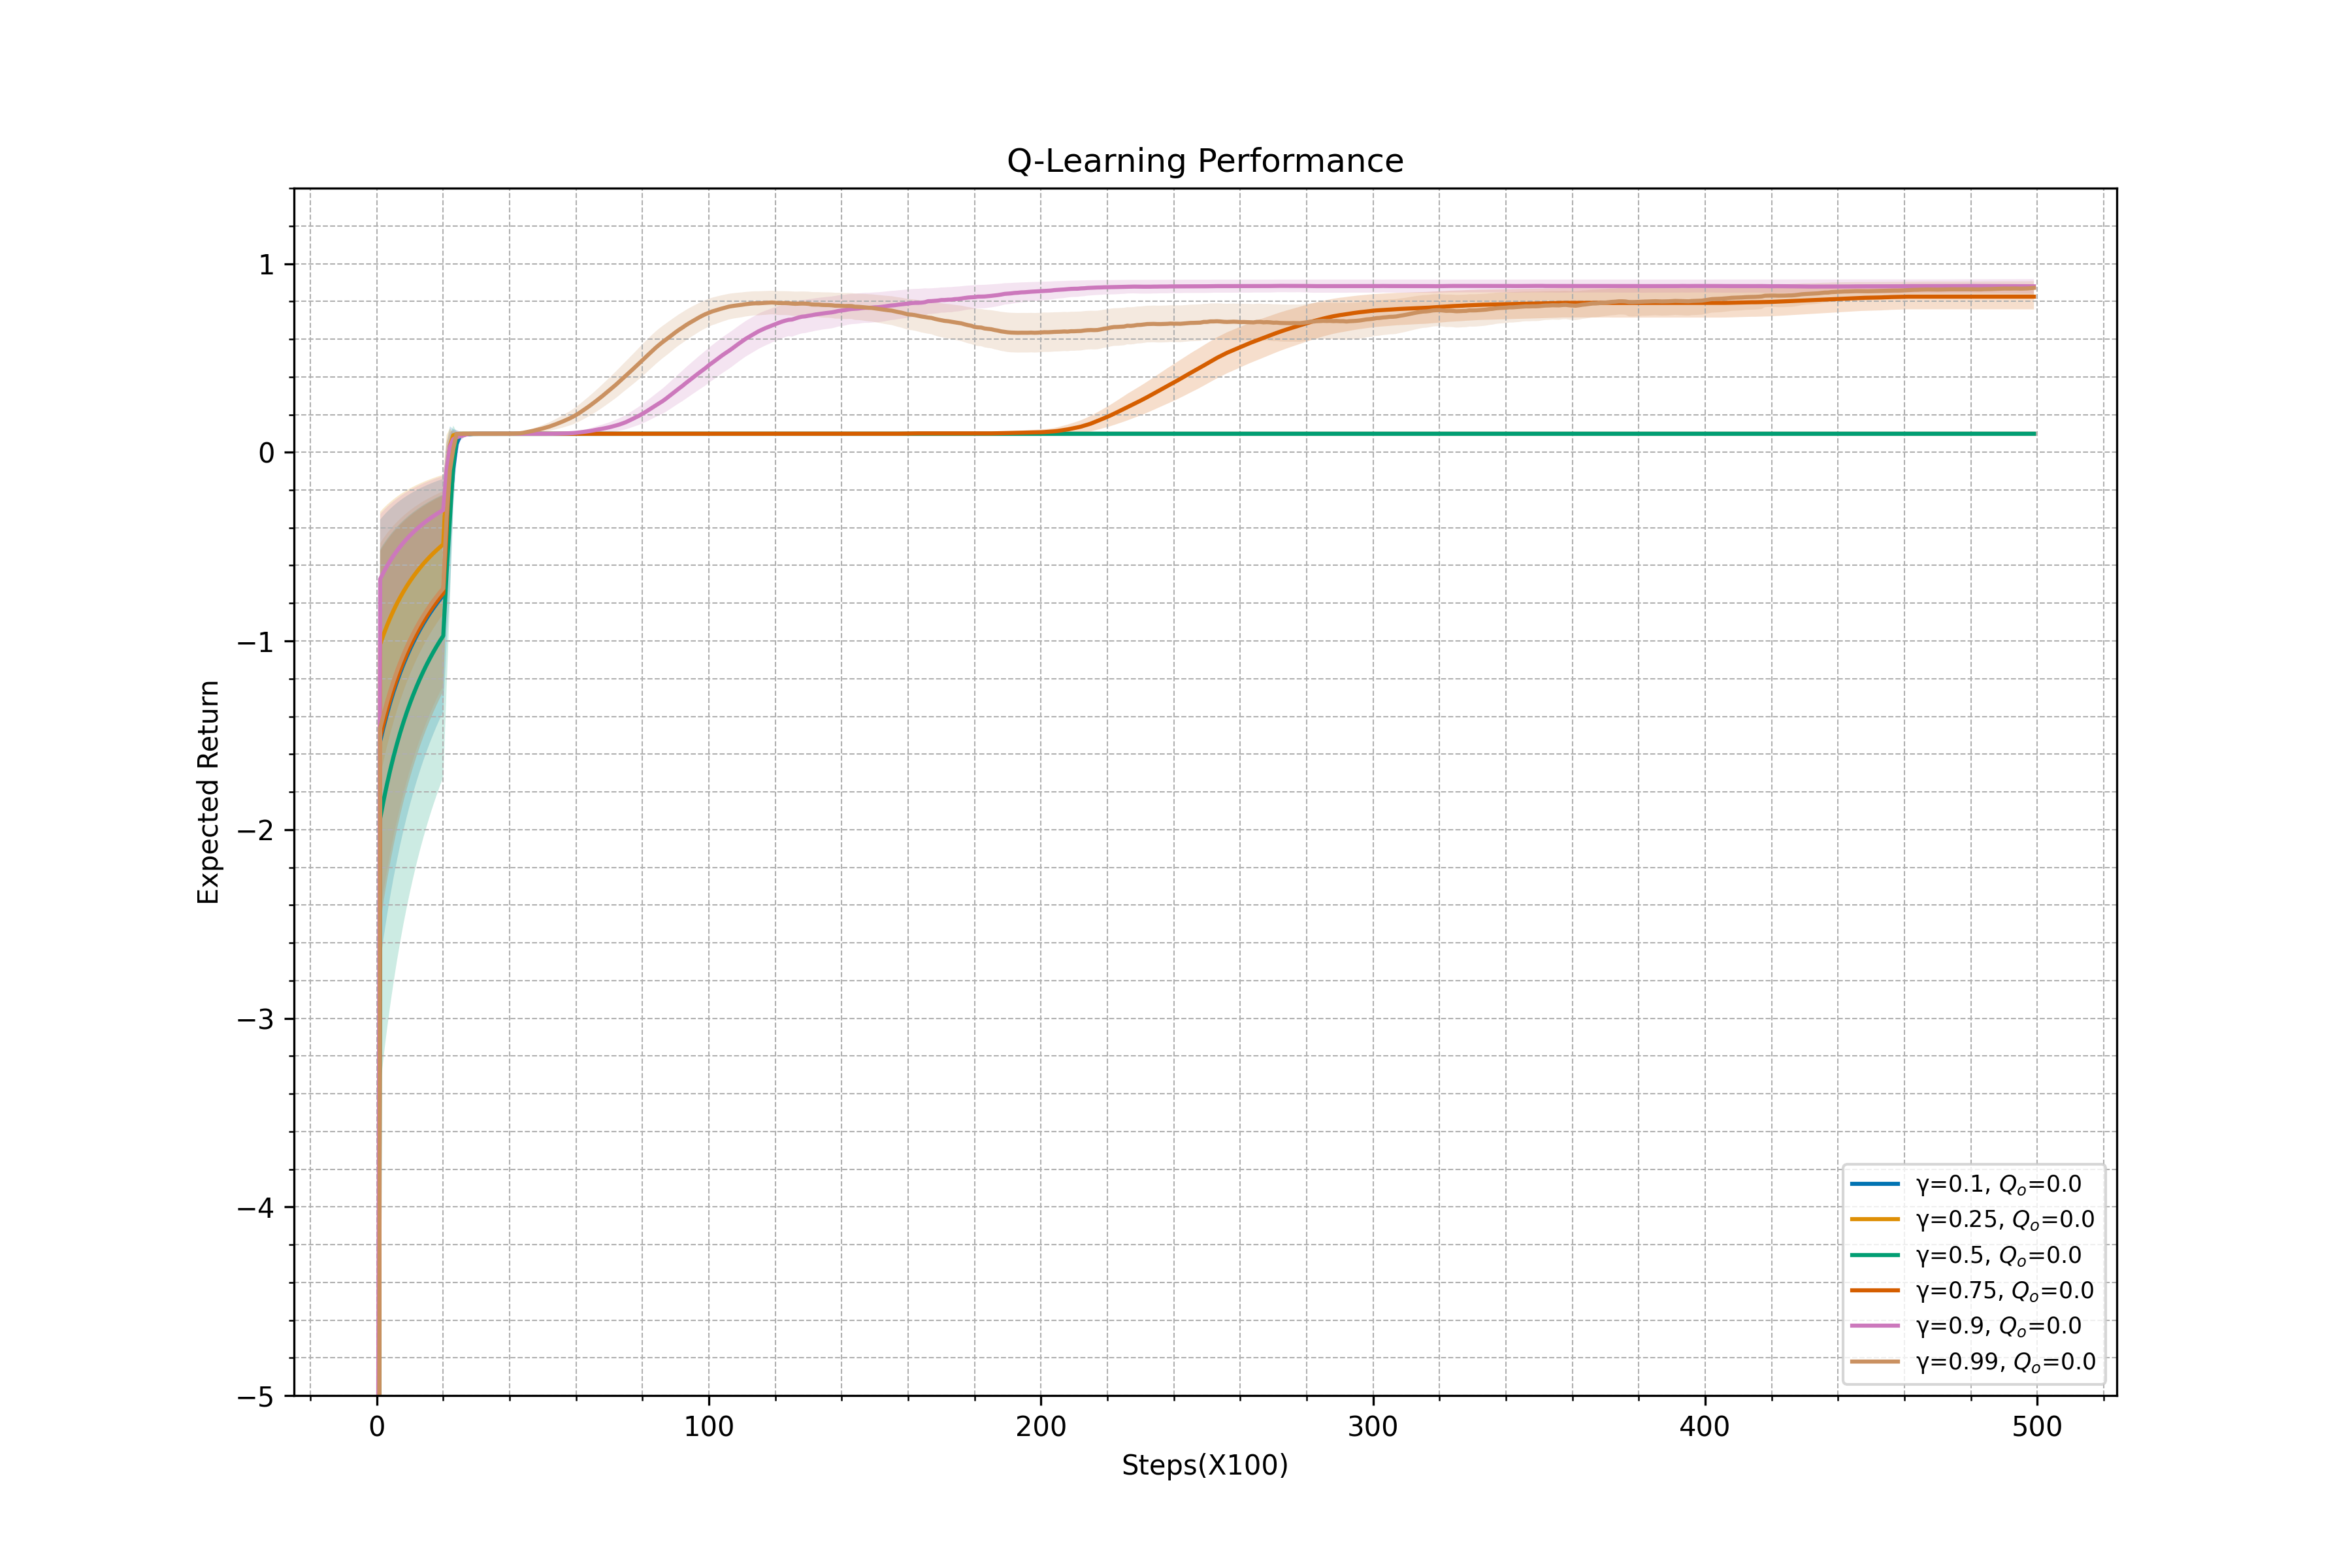 Q-Learning Performance
Expected Return
1
0
−1
−2
−3
−4
−5
0 100 200 300 400 500
Steps(X100)
γ=0.1, Qₒ=0.0
γ=0.25, Qₒ=0.0
γ=0.5, Qₒ=0.0
γ=0.75, Qₒ=0.0
γ=0.9, Qₒ=0.0
γ=0.99, Qₒ=0.0